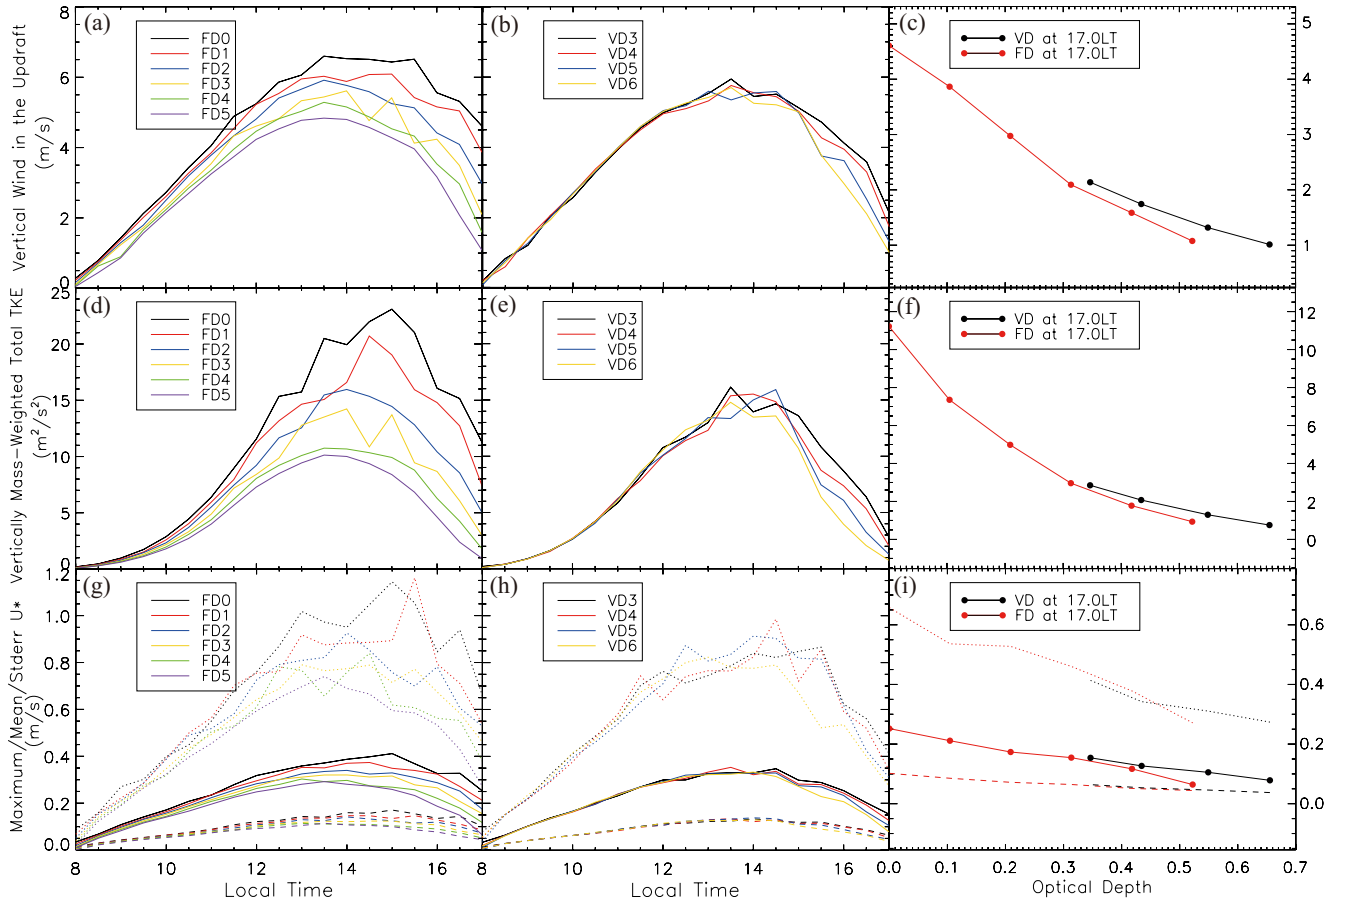 Vertical Wind in the Updraft
(m/s)
(a)
FD0
FD1
FD2
FD3
FD4
FD5
8
6
4
2
0
(b)
VD3
VD4
VD5
VD6
(c)
VD at 17.0LT
FD at 17.0LT
5
4
3
2
1
Vertically Mass-Weighted Total TKE
(m²/s²)
(d)
FD0
FD1
FD2
FD3
FD4
FD5
25
20
15
10
5
0
(e)
VD3
VD4
VD5
VD6
(f)
VD at 17.0LT
FD at 17.0LT
12
10
8
6
4
2
0
Maximum/Mean/Stderr U*
(m/s)
(g)
FD0
FD1
FD2
FD3
FD4
FD5
1.2
1.0
0.8
0.6
0.4
0.2
0.0
(h)
VD3
VD4
VD5
VD6
(i)
VD at 17.0LT
FD at 17.0LT
0.6
0.4
0.2
0.0
8 10 12 14 16 8 10 12 14 16 0.0 0.1 0.2 0.3 0.4 0.5 0.6 0.7
Local Time Local Time Optical Depth